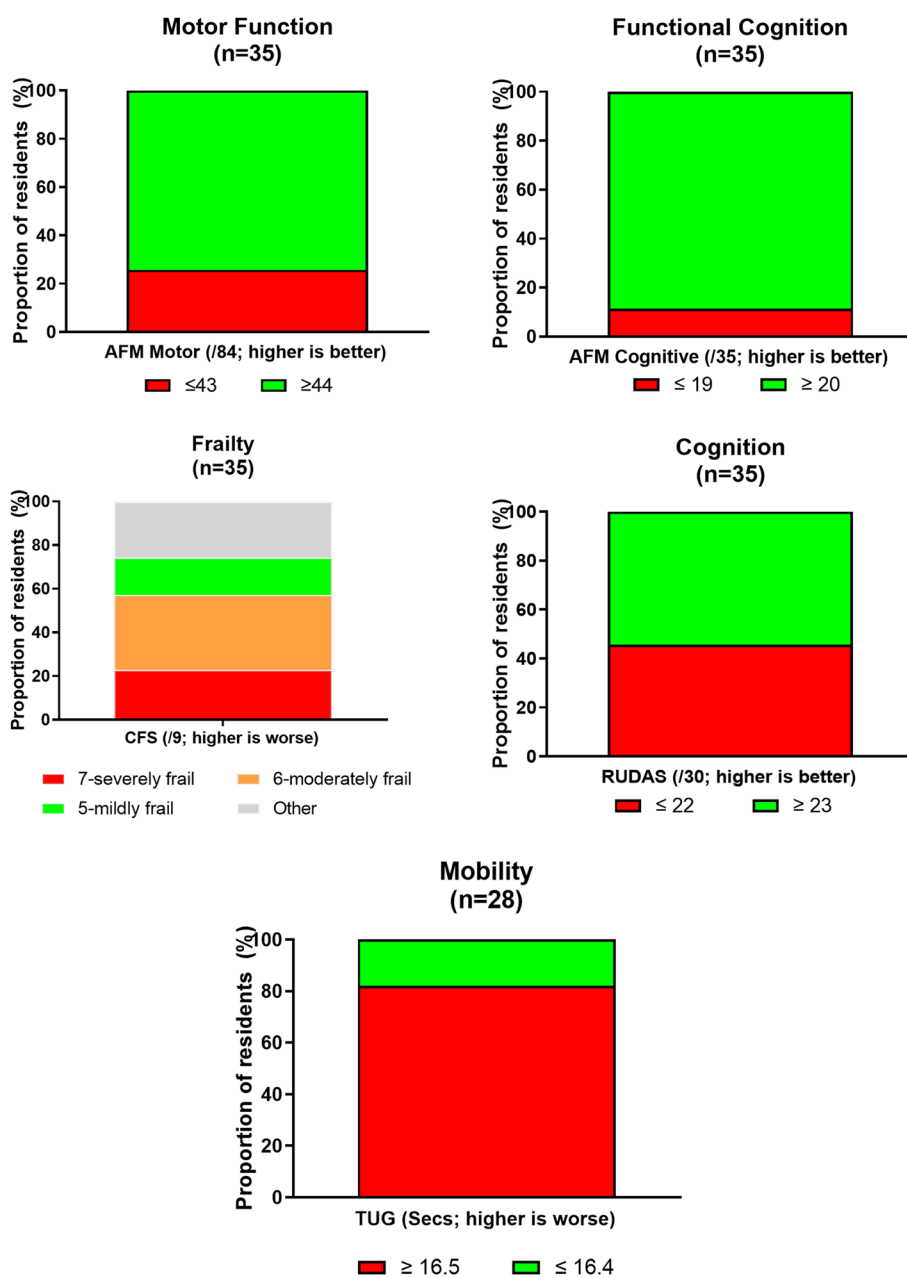 Motor Function
(n=35)
Proportion of residents (%)
100
80
60
40
20
0
AFM Motor (/84; higher is better)
≤43
≥44
Functional Cognition
(n=35)
Proportion of residents (%)
100
80
60
40
20
0
AFM Cognitive (/35; higher is better)
≤ 19
≥ 20
Frailty
(n=35)
Proportion of residents (%)
100
80
60
40
20
0
CFS (/9; higher is worse)
7-severely frail
6-moderately frail
5-mildly frail
Other
Cognition
(n=35)
Proportion of residents (%)
100
80
60
40
20
0
RUDAS (/30; higher is better)
≤ 22
≥ 23
Mobility
(n=28)
Proportion of residents (%)
100
80
60
40
20
0
TUG (Secs; higher is worse)
≥ 16.5
≤ 16.4